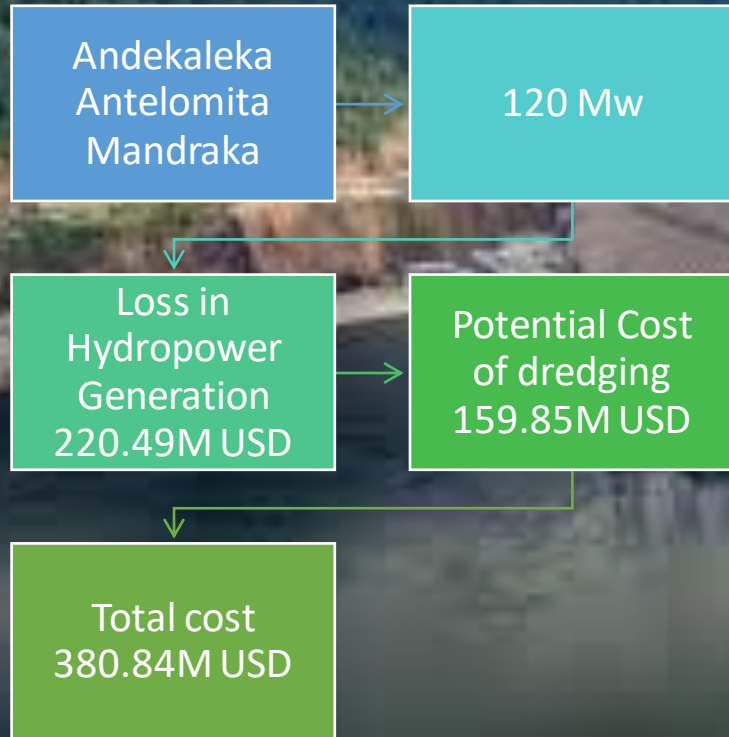 Andekaleka
Antelomita
Mandraka
120 Mw
Loss in
Hydropower
Generation
220.49M USD
Potential Cost
of dredging
159.85M USD
Total cost
380.84M USD